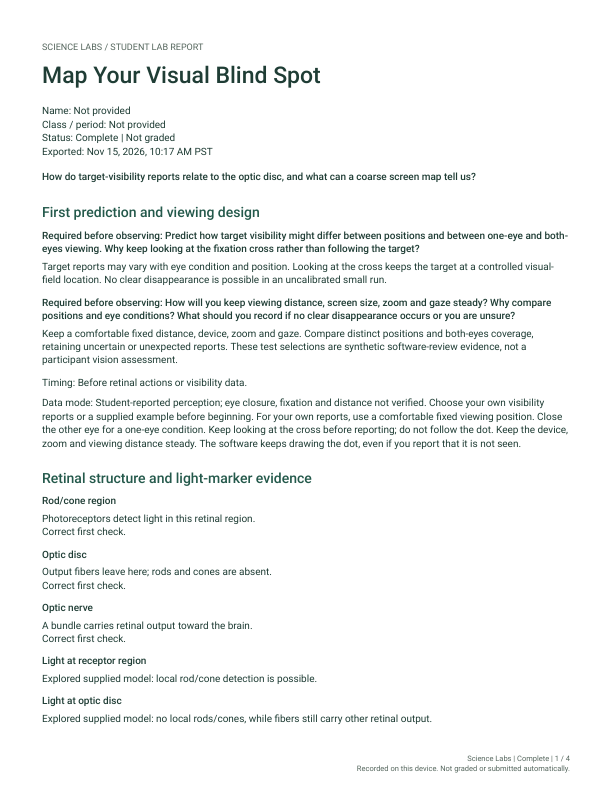 SCIENCE LABS / STUDENT LAB REPORT
Map Your Visual Blind Spot
Name: Not provided
Class / period: Not provided
Status: Complete | Not graded
Exported: Nov 15, 2026, 10:17 AM PST
How do target-visibility reports relate to the optic disc, and what can a coarse screen map tell us?
First prediction and viewing design
Required before observing: Predict how target visibility might differ between positions and between one-eye and both-
eyes viewing. Why keep looking at the fixation cross rather than following the target?
Target reports may vary with eye condition and position. Looking at the cross keeps the target at a controlled visual-
field location. No clear disappearance is possible in an uncalibrated small run.
Required before observing: How will you keep viewing distance, screen size, zoom and gaze steady? Why compare
positions and eye conditions? What should you record if no clear disappearance occurs or you are unsure?
Keep a comfortable fixed distance, device, zoom and gaze. Compare distinct positions and both-eyes coverage,
retaining uncertain or unexpected reports. These test selections are synthetic software-review evidence, not a
participant vision assessment.
Timing: Before retinal actions or visibility data.
Data mode: Student-reported perception; eye closure, fixation and distance not verified. Choose your own visibility
reports or a supplied example before beginning. For your own reports, use a comfortable fixed viewing position. Close
the other eye for a one-eye condition. Keep looking at the cross before reporting; do not follow the dot. Keep the device,
zoom and viewing distance steady. The software keeps drawing the dot, even if you report that it is not seen.
Retinal structure and light-marker evidence
Rod/cone region
Photoreceptors detect light in this retinal region.
Correct first check.
Optic disc
Output fibers leave here; rods and cones are absent.
Correct first check.
Optic nerve
A bundle carries retinal output toward the brain.
Correct first check.
Light at receptor region
Explored supplied model: local rod/cone detection is possible.
Light at optic disc
Explored supplied model: no local rods/cones, while fibers still carry other retinal output.
Science Labs | Complete | 1 / 4
Recorded on this device. Not graded or submitted automatically.